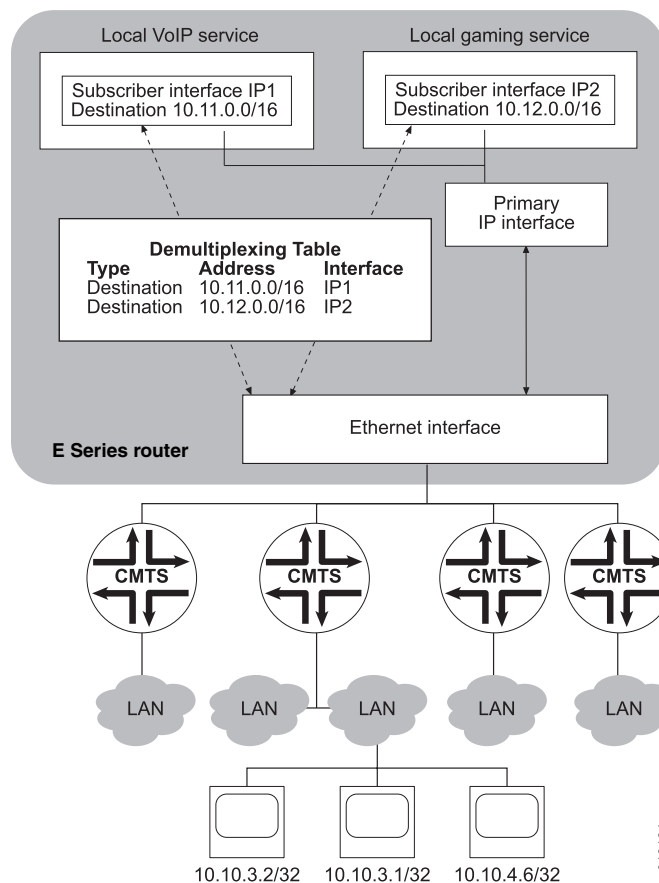 Local VoIP service
Local gaming service
Subscriber interface IP1
Destination 10.11.0.0/16
Subscriber interface IP2
Destination 10.12.0.0/16
Primary
IP interface
Demultiplexing Table
Type Address Interface
Destination 10.11.0.0/16 IP1
Destination 10.12.0.0/16 IP2
Ethernet interface
E Series router
CMTS CMTS CMTS CMTS
LAN LAN LAN LAN LAN
10.10.3.2/32 10.10.3.1/32 10.10.4.6/32